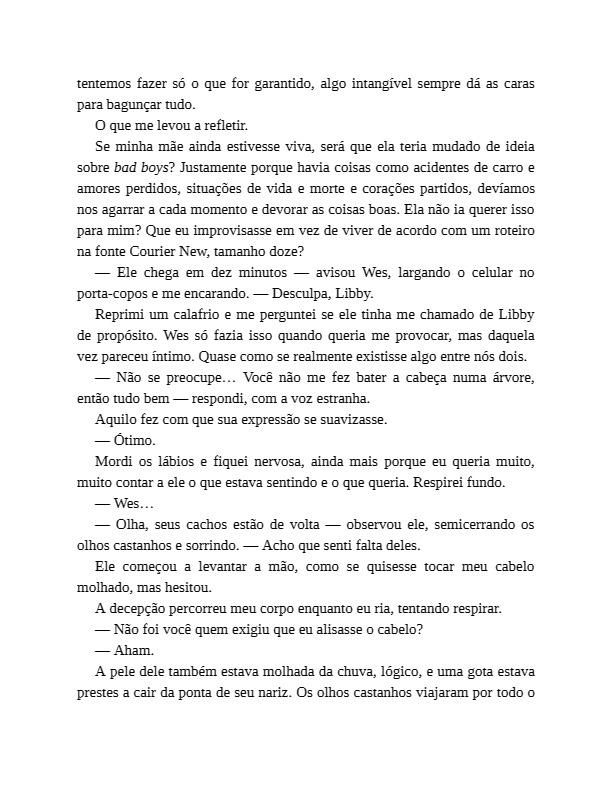 tentemos fazer só o que for garantido, algo intangível sempre dá as caras
para bagunçar tudo.
O que me levou a refletir.
Se minha mãe ainda estivesse viva, será que ela teria mudado de ideia
sobre bad boys? Justamente porque havia coisas como acidentes de carro e
amores perdidos, situações de vida e morte e corações partidos, devíamos
nos agarrar a cada momento e devorar as coisas boas. Ela não ia querer isso
para mim? Que eu improvisasse em vez de viver de acordo com um roteiro
na fonte Courier New, tamanho doze?
— Ele chega em dez minutos — avisou Wes, largando o celular no
porta-copos e me encarando. — Desculpa, Libby.
Reprimi um calafrio e me perguntei se ele tinha me chamado de Libby
de propósito. Wes só fazia isso quando queria me provocar, mas daquela
vez pareceu íntimo. Quase como se realmente existisse algo entre nós dois.
— Não se preocupe… Você não me fez bater a cabeça numa árvore,
então tudo bem — respondi, com a voz estranha.
Aquilo fez com que sua expressão se suavizasse.
— Ótimo.
Mordi os lábios e fiquei nervosa, ainda mais porque eu queria muito,
muito contar a ele o que estava sentindo e o que queria. Respirei fundo.
— Wes…
— Olha, seus cachos estão de volta — observou ele, semicerrando os
olhos castanhos e sorrindo. — Acho que senti falta deles.
Ele começou a levantar a mão, como se quisesse tocar meu cabelo
molhado, mas hesitou.
A decepção percorreu meu corpo enquanto eu ria, tentando respirar.
— Não foi você quem exigiu que eu alisasse o cabelo?
— Aham.
A pele dele também estava molhada da chuva, lógico, e uma gota estava
prestes a cair da ponta de seu nariz. Os olhos castanhos viajaram por todo o